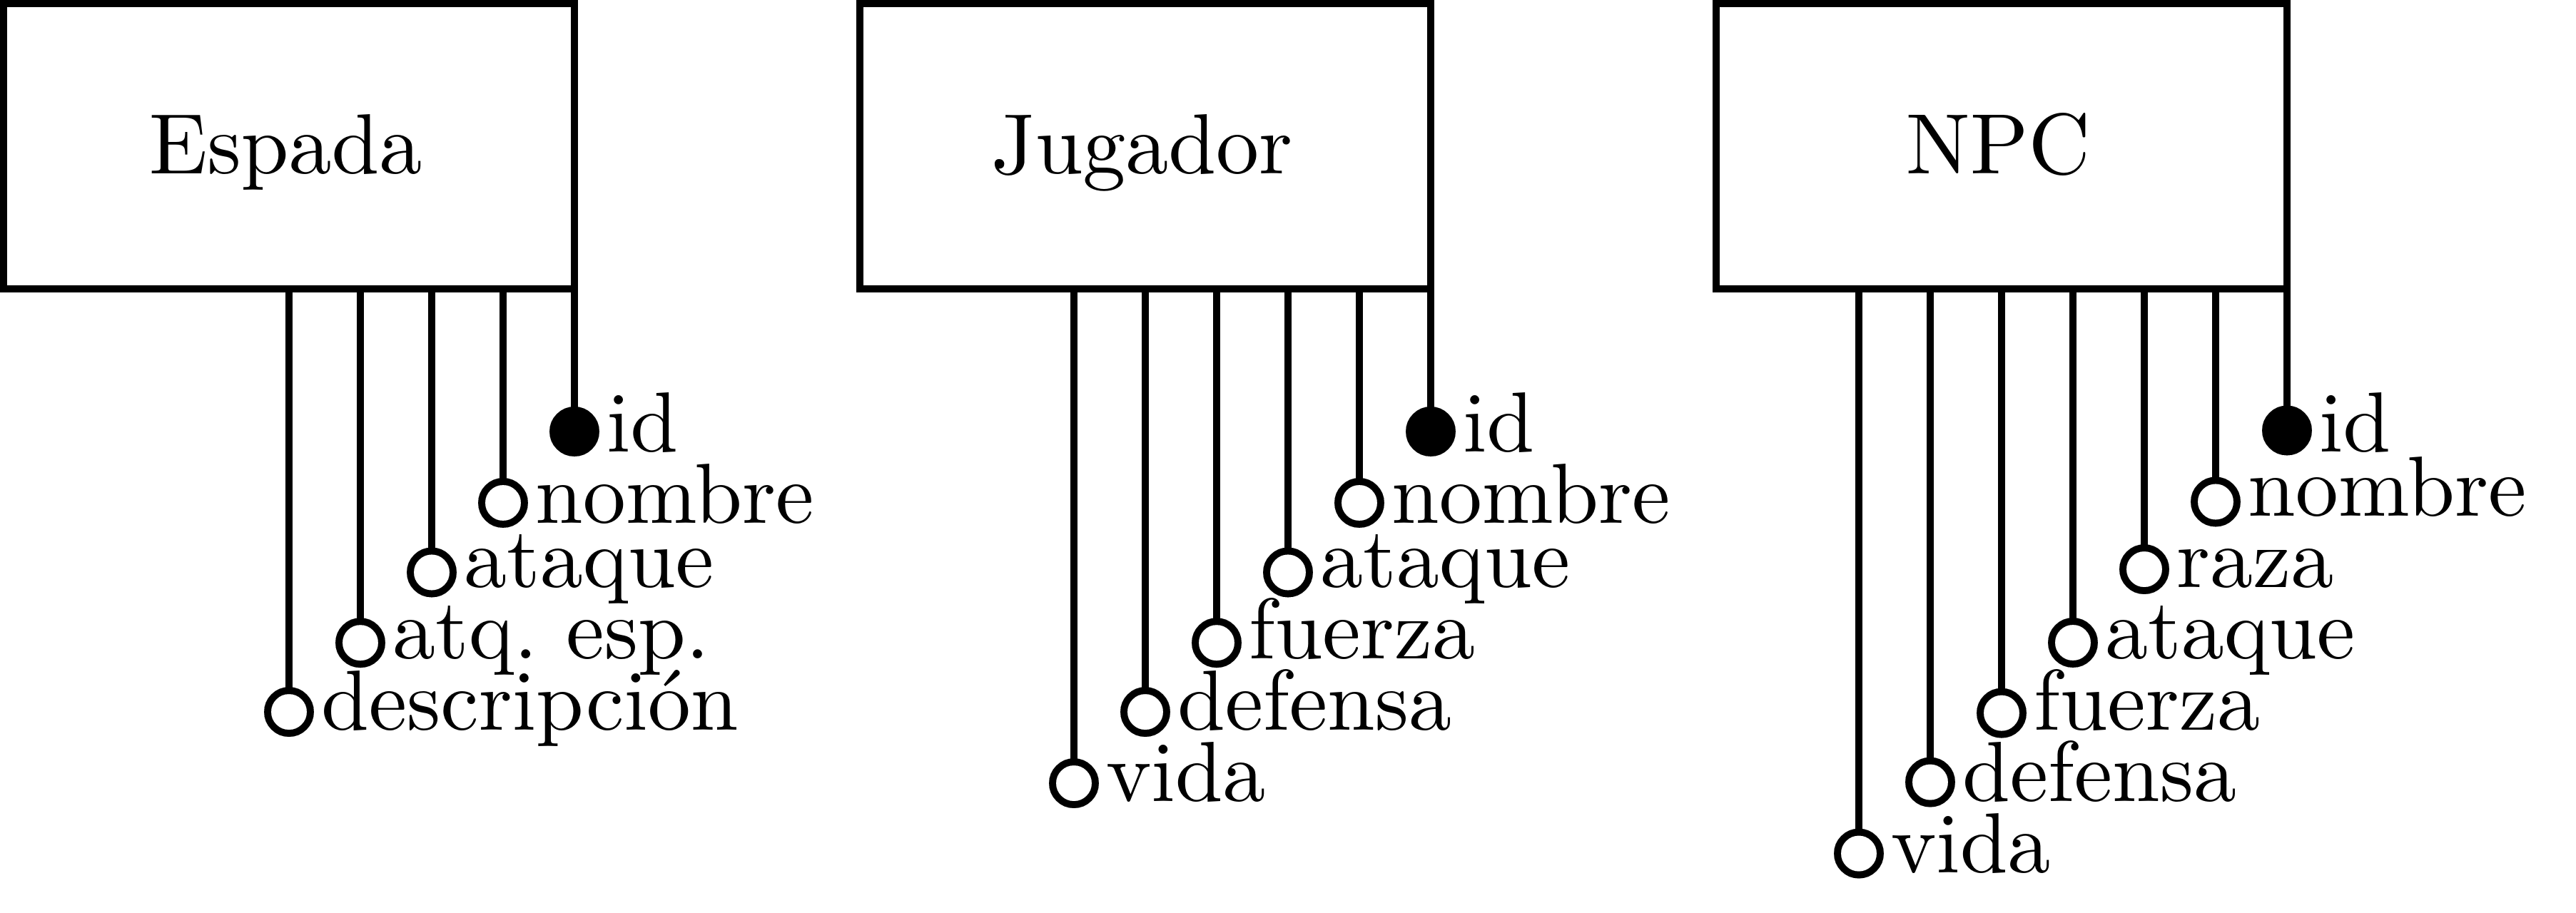 Espada
id
nombre
ataque
atq. esp.
descripción
Jugador
id
nombre
ataque
fuerza
defensa
vida
NPC
id
nombre
raza
ataque
fuerza
defensa
vida